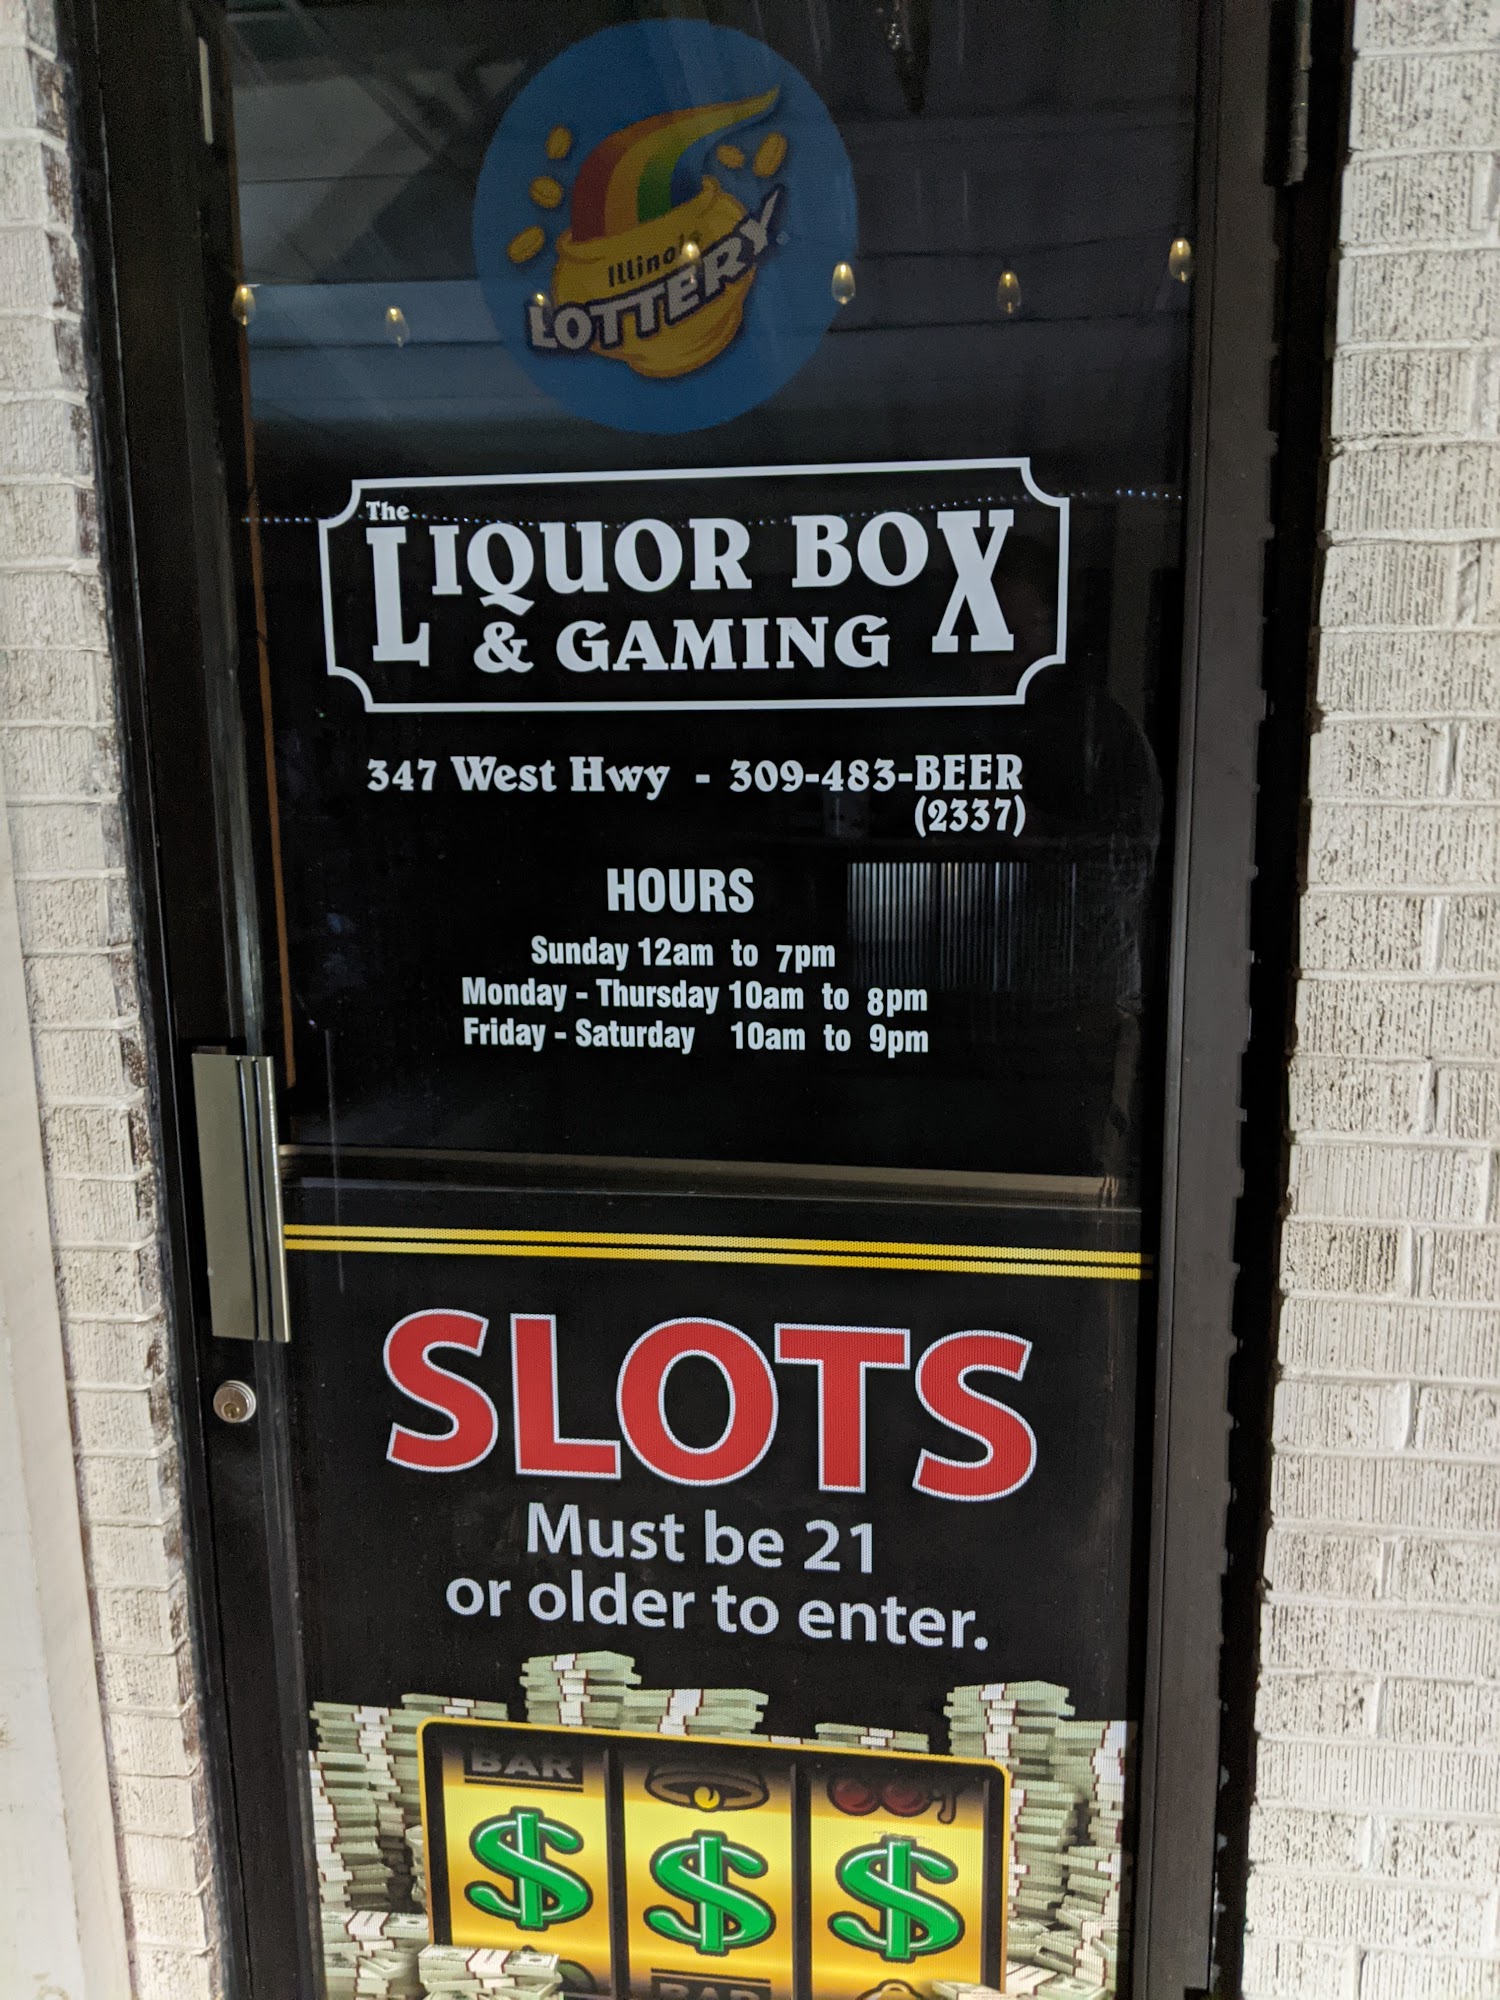 Illinois
LOTTERY
The
LIQUOR BOX
& GAMING
347 West Hwy - 309-483-BEER
(2337)
HOURS
Sunday 12am to 7pm
Monday - Thursday 10am to 8pm
Friday - Saturday 10am to 9pm
SLOTS
Must be 21
or older to enter.
BAR
$ $ $
BAR